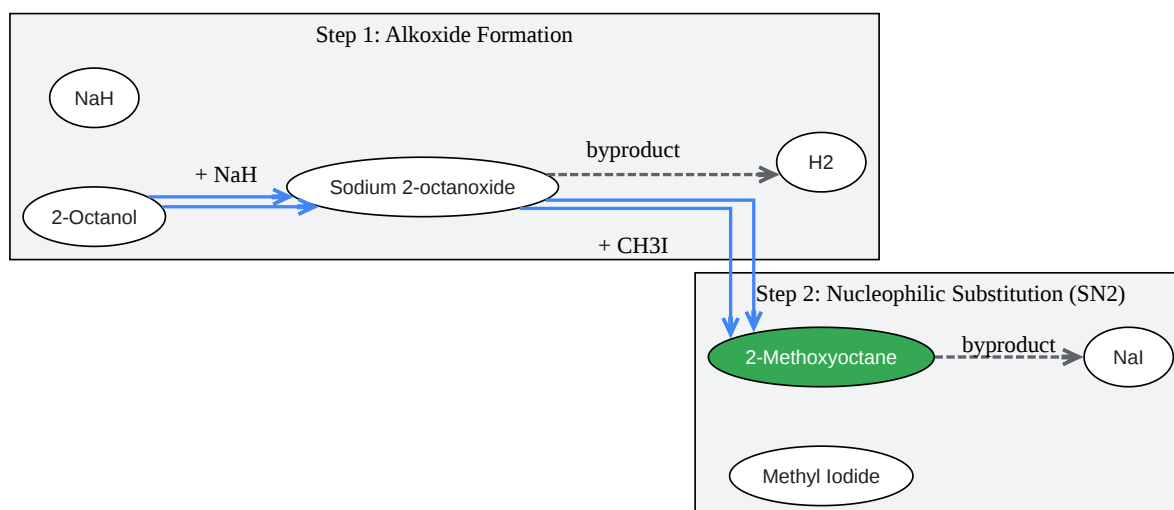 Step 1: Alkoxide Formation
NaH
byproduct
H2
+ NaH
Sodium 2-octanoxide
2-Octanol
+ CH3I
Step 2: Nucleophilic Substitution (SN2)
2-Methoxyoctane
byproduct
NaI
Methyl Iodide